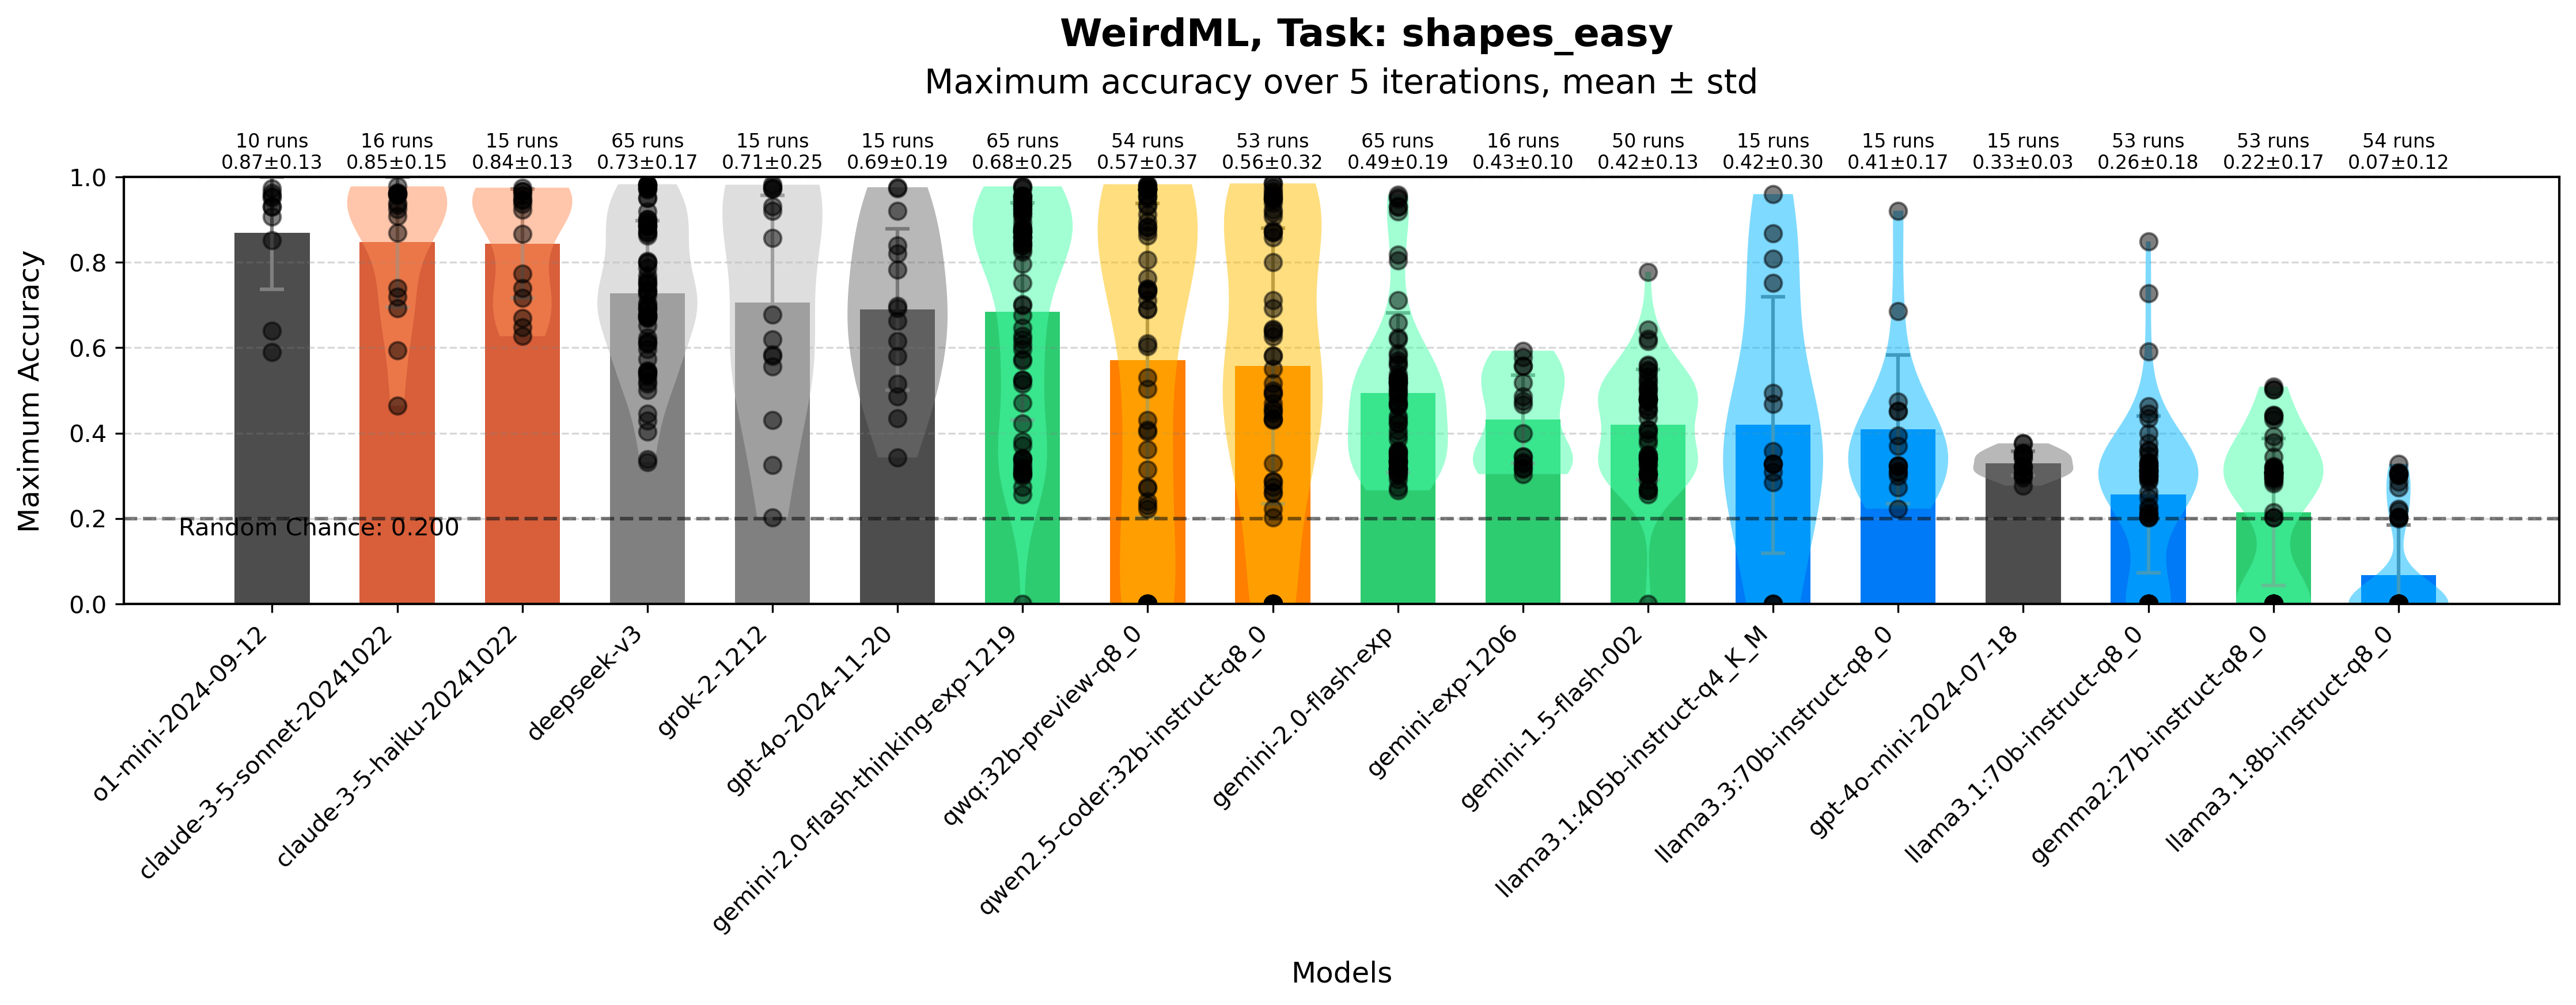 WeirdML, Task: shapes_easy
Maximum accuracy over 5 iterations, mean ± std
10 runs 16 runs 15 runs 65 runs 15 runs 15 runs 65 runs 54 runs 53 runs 65 runs 16 runs 50 runs 15 runs 15 runs 15 runs 53 runs 53 runs 54 runs
0.87±0.13 0.85±0.15 0.84±0.13 0.73±0.17 0.71±0.25 0.69±0.19 0.68±0.25 0.57±0.37 0.56±0.32 0.49±0.19 0.43±0.10 0.42±0.13 0.42±0.30 0.41±0.17 0.33±0.03 0.26±0.18 0.22±0.17 0.07±0.12
Maximum Accuracy
1.0
0.8
0.6
0.4
0.2
0.0
Random Chance: 0.200
o1-mini-2024-09-12
claude-3-5-sonnet-20241022
claude-3-5-haiku-20241022
deepseek-v3
grok-2-1212
gpt-4o-2024-11-20
gemini-2.0-flash-thinking-exp-1219
qwq:32b-preview-q8_0
qwen2.5-coder:32b-instruct-q8_0
gemini-2.0-flash-exp
gemini-exp-1206
gemini-1.5-flash-002
llama3.1:405b-instruct-q4_K_M
llama3.3:70b-instruct-q8_0
gpt-4o-mini-2024-07-18
llama3.1:70b-instruct-q8_0
gemma2:27b-instruct-q8_0
llama3.1:8b-instruct-q8_0
Models